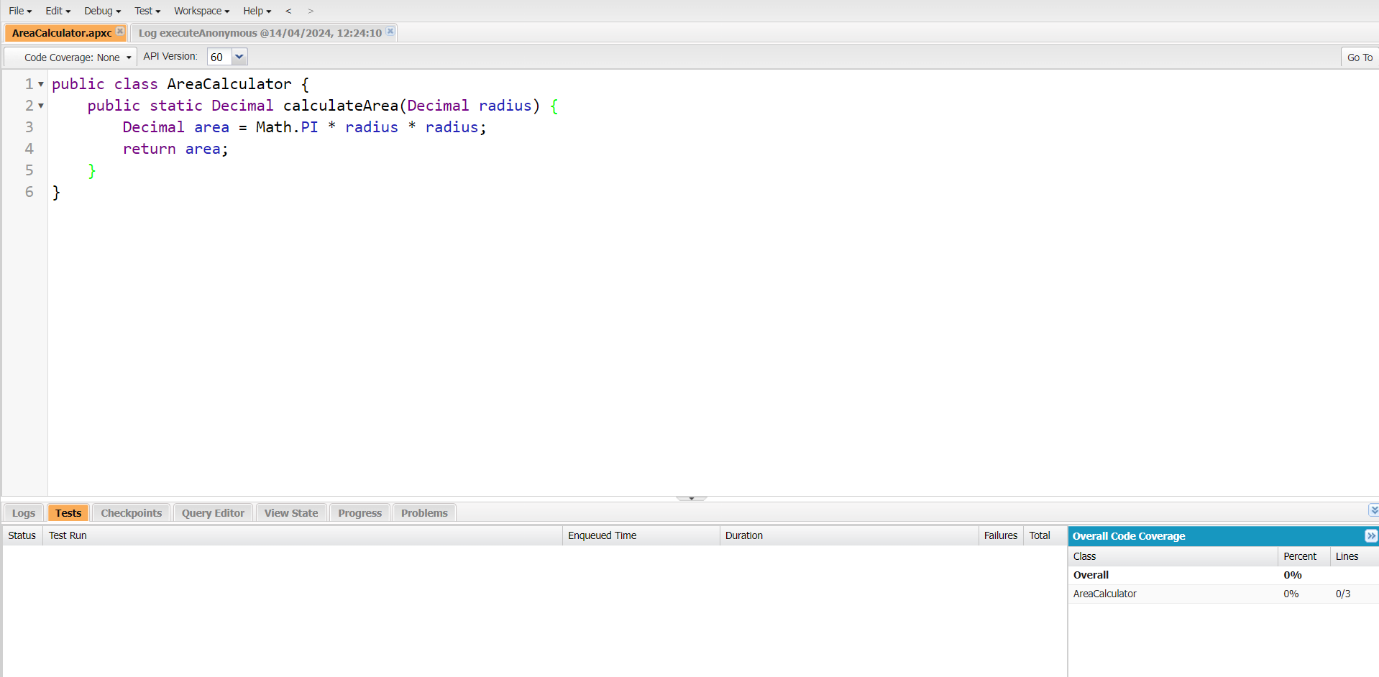 File Edit Debug Test Workspace Help < >
AreaCalculator.apxc Log executeAnonymous @14/04/2024, 12:24:10
Code Coverage: None API Version: 60 Go To
1 public class AreaCalculator {
2 public static Decimal calculateArea(Decimal radius) {
3 Decimal area = Math.PI * radius * radius;
4 return area;
5 }
6 }
Logs Tests Checkpoints Query Editor View State Progress Problems
Status Test Run Enqueued Time Duration Failures Total Overall Code Coverage
Class Percent Lines
Overall 0%
AreaCalculator 0% 0/3